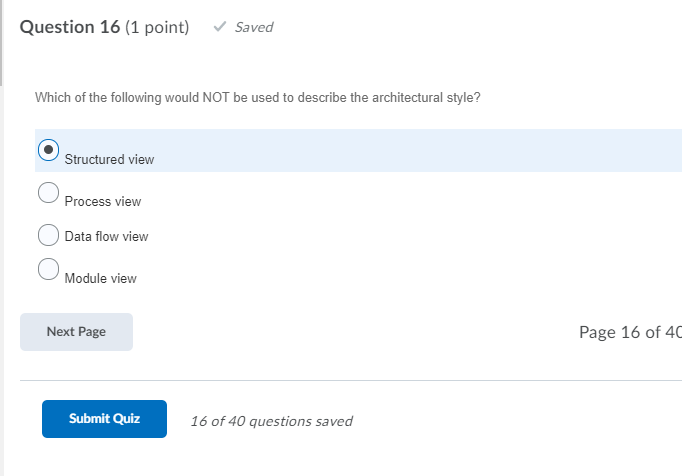 Question 16 (1 point) ✓ Saved
Which of the following would NOT be used to describe the architectural style?
Structured view
Process view
Data flow view
Module view
Next Page
Page 16 of 40
Submit Quiz
16 of 40 questions saved